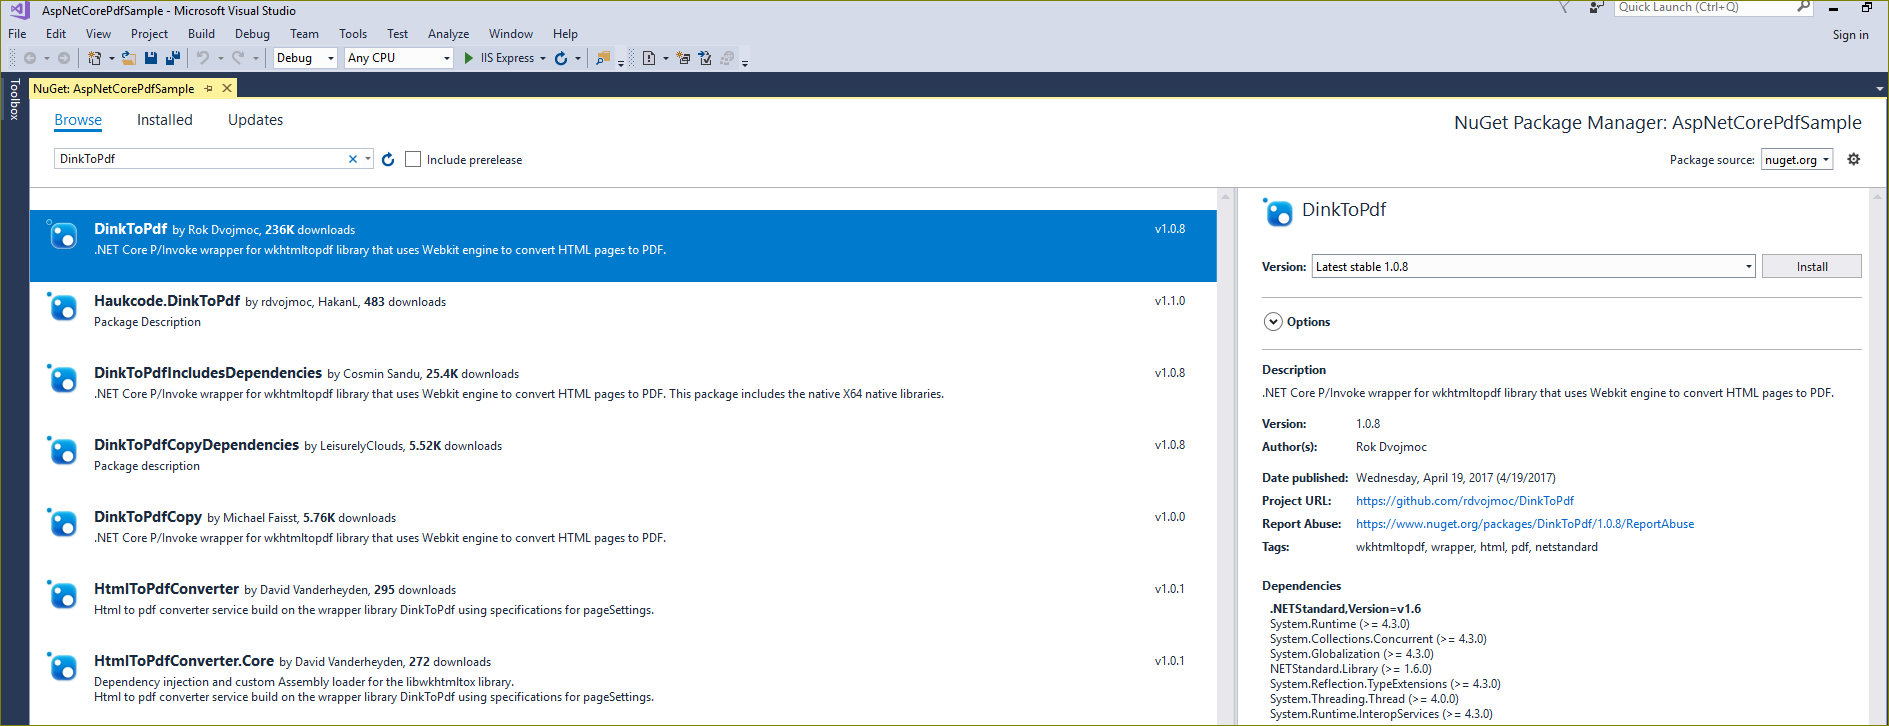 AspNetCorePdfSample - Microsoft Visual Studio
Quick Launch (Ctrl+Q)
File Edit View Project Build Debug Team Tools Test Analyze Window Help
Sign in
Debug Any CPU IIS Express
Toolbox
NuGet: AspNetCorePdfSample
Browse Installed Updates
NuGet Package Manager: AspNetCorePdfSample
DinkToPdf
Include prerelease
Package source: nuget.org
DinkToPdf by Rok Dvojmoc, 236K downloads v1.0.8
.NET Core P/Invoke wrapper for wkhtmltopdf library that uses Webkit engine to convert HTML pages to PDF.
Haukcode.DinkToPdf by rdvojmoc, HakanL, 483 downloads v1.1.0
Package Description
DinkToPdfIncludesDependencies by Cosmin Sandu, 25.4K downloads v1.0.8
.NET Core P/Invoke wrapper for wkhtmltopdf library that uses Webkit engine to convert HTML pages to PDF. This package includes the native X64 native libraries.
DinkToPdfCopyDependencies by LeisurelyClouds, 5.52K downloads v1.0.8
Package description
DinkToPdfCopy by Michael Faisst, 5.76K downloads v1.0.0
.NET Core P/Invoke wrapper for wkhtmltopdf library that uses Webkit engine to convert HTML pages to PDF.
HtmlToPdfConverter by David Vanderheyden, 295 downloads v1.0.1
Html to pdf converter service build on the wrapper library DinkToPdf using specifications for pageSettings.
HtmlToPdfConverter.Core by David Vanderheyden, 272 downloads v1.0.1
Dependency injection and custom Assembly loader for the libwkhtmltox library.
Html to pdf converter service build on the wrapper library DinkToPdf using specifications for pageSettings.
DinkToPdf
Version: Latest stable 1.0.8 Install
Options
Description
.NET Core P/Invoke wrapper for wkhtmltopdf library that uses Webkit engine to convert HTML pages to PDF.
Version: 1.0.8
Author(s): Rok Dvojmoc
Date published: Wednesday, April 19, 2017 (4/19/2017)
Project URL: https://github.com/rdvojmoc/DinkToPdf
Report Abuse: https://www.nuget.org/packages/DinkToPdf/1.0.8/ReportAbuse
Tags: wkhtmltopdf, wrapper, html, pdf, netstandard
Dependencies
.NETStandard,Version=v1.6
System.Runtime (>= 4.3.0)
System.Collections.Concurrent (>= 4.3.0)
System.Globalization (>= 4.3.0)
NETStandard.Library (>= 1.6.0)
System.Reflection.TypeExtensions (>= 4.3.0)
System.Threading.Thread (>= 4.0.0)
System.Runtime.InteropServices (>= 4.3.0)